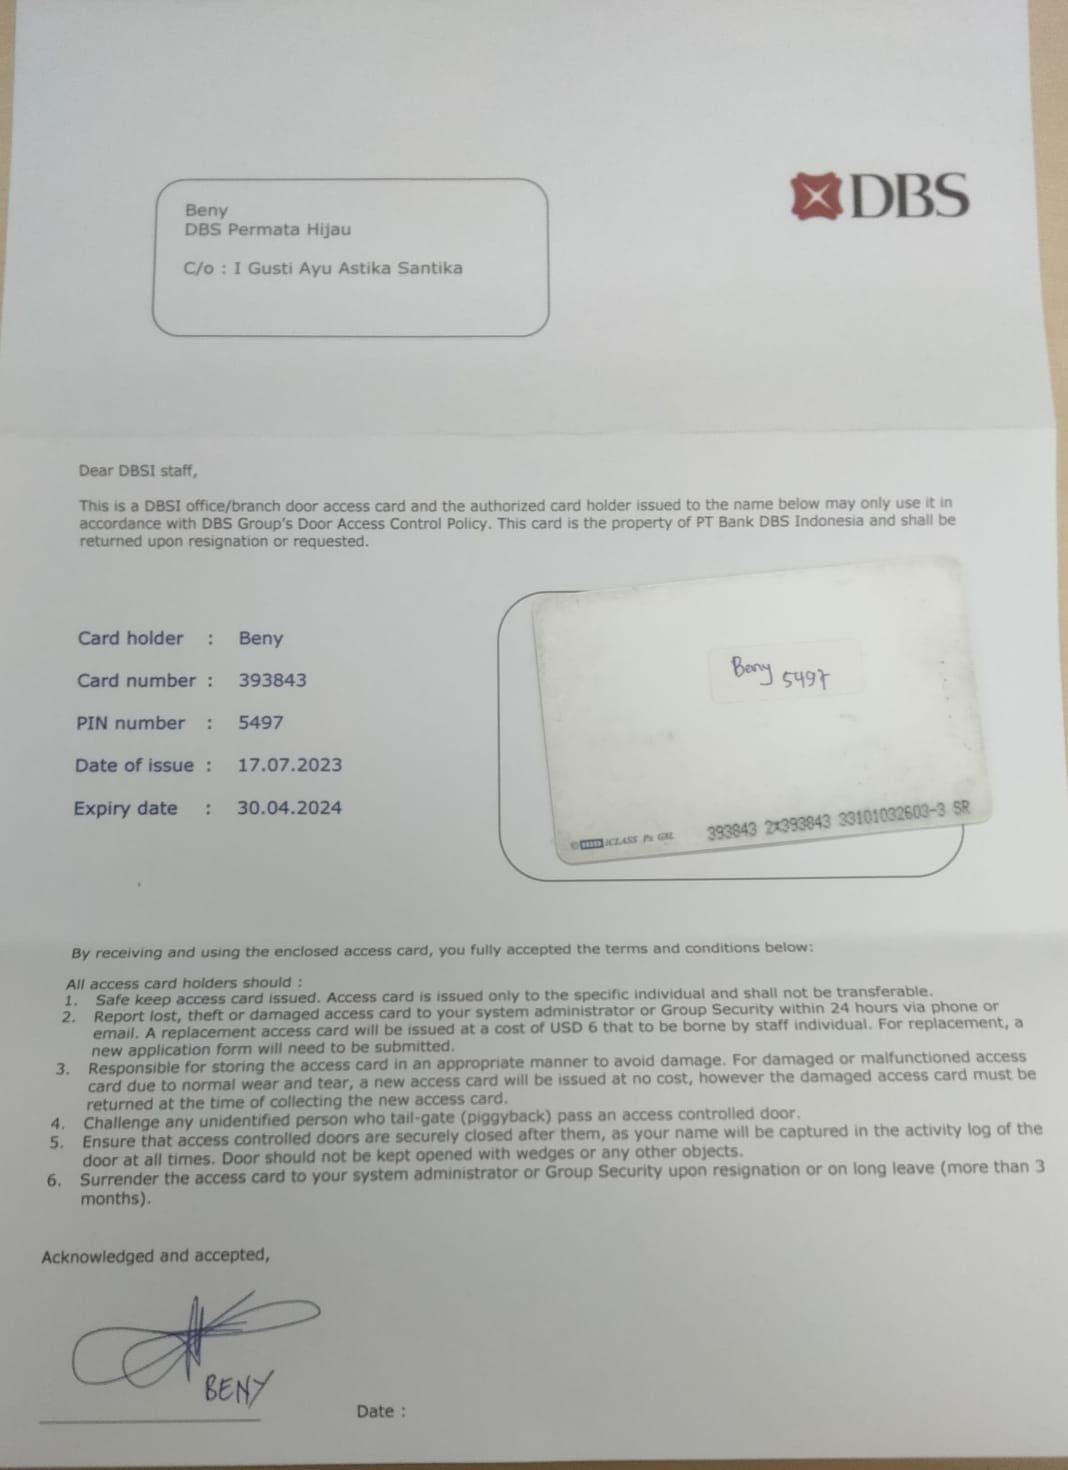 Beny
DBS Permata Hijau
C/o : I Gusti Ayu Astika Santika
DBS
Dear DBSI staff,
This is a DBSI office/branch door access card and the authorized card holder issued to the name below may only use it in
accordance with DBS Group's Door Access Control Policy. This card is the property of PT Bank DBS Indonesia and shall be
returned upon resignation or requested.
Card holder : Beny
Card number : 393843
PIN number : 5497
Date of issue : 17.07.2023
Expiry date : 30.04.2024
Beny 5497
©HID iCLASS Px G8L 393843 2*393843 33101032603-3 SR
By receiving and using the enclosed access card, you fully accepted the terms and conditions below:
All access card holders should :
1. Safe keep access card issued. Access card is issued only to the specific individual and shall not be transferable.
2. Report lost, theft or damaged access card to your system administrator or Group Security within 24 hours via phone or
email. A replacement access card will be issued at a cost of USD 6 that to be borne by staff individual. For replacement, a
new application form will need to be submitted.
3. Responsible for storing the access card in an appropriate manner to avoid damage. For damaged or malfunctioned access
card due to normal wear and tear, a new access card will be issued at no cost, however the damaged access card must be
returned at the time of collecting the new access card.
4. Challenge any unidentified person who tail-gate (piggyback) pass an access controlled door.
5. Ensure that access controlled doors are securely closed after them, as your name will be captured in the activity log of the
door at all times. Door should not be kept opened with wedges or any other objects.
6. Surrender the access card to your system administrator or Group Security upon resignation or on long leave (more than 3
months).
Acknowledged and accepted,
BENY
Date :